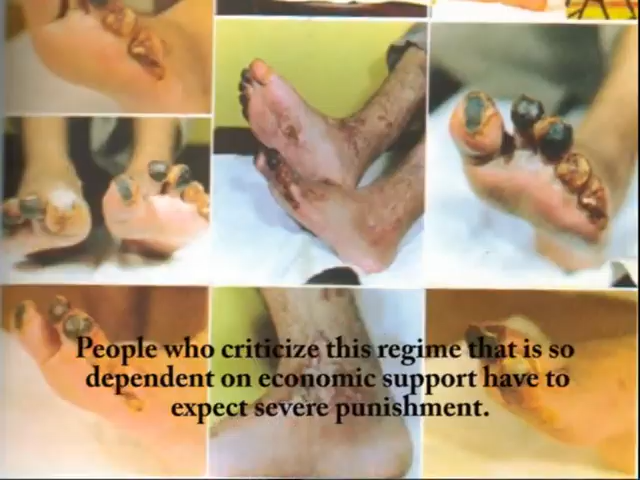 People who criticize this regime that is so
dependent on economic support have to
expect severe punishment.